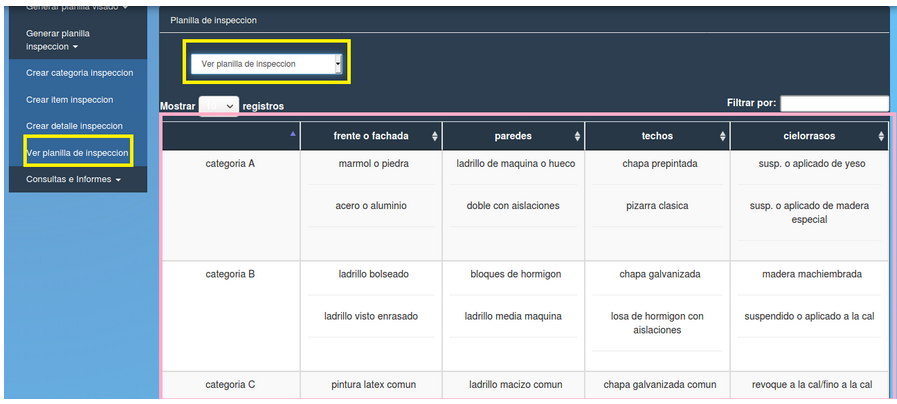 Generar planilla visado
Planilla de inspeccion
Generar planilla
inspeccion
Ver planilla de inspeccion
Crear categoria inspeccion
Crear item inspeccion
Mostrar 10 registros
Filtrar por:
Crear detalle inspeccion
frente o fachada paredes techos cielorrasos
Ver planilla de inspeccion
categoria A marmol o piedra ladrillo de maquina o hueco chapa prepintada susp. o aplicado de yeso
Consultas e Informes
acero o aluminio doble con aislaciones pizarra clasica susp. o aplicado de madera
especial
categoria B ladrillo bolseado bloques de hormigon chapa galvanizada madera machiembrada
ladrillo visto enrasado ladrillo media maquina losa de hormigon con suspendido o aplicado a la cal
aislaciones
categoria C pintura latex comun ladrillo macizo comun chapa galvanizada comun revoque a la cal/fino a la cal